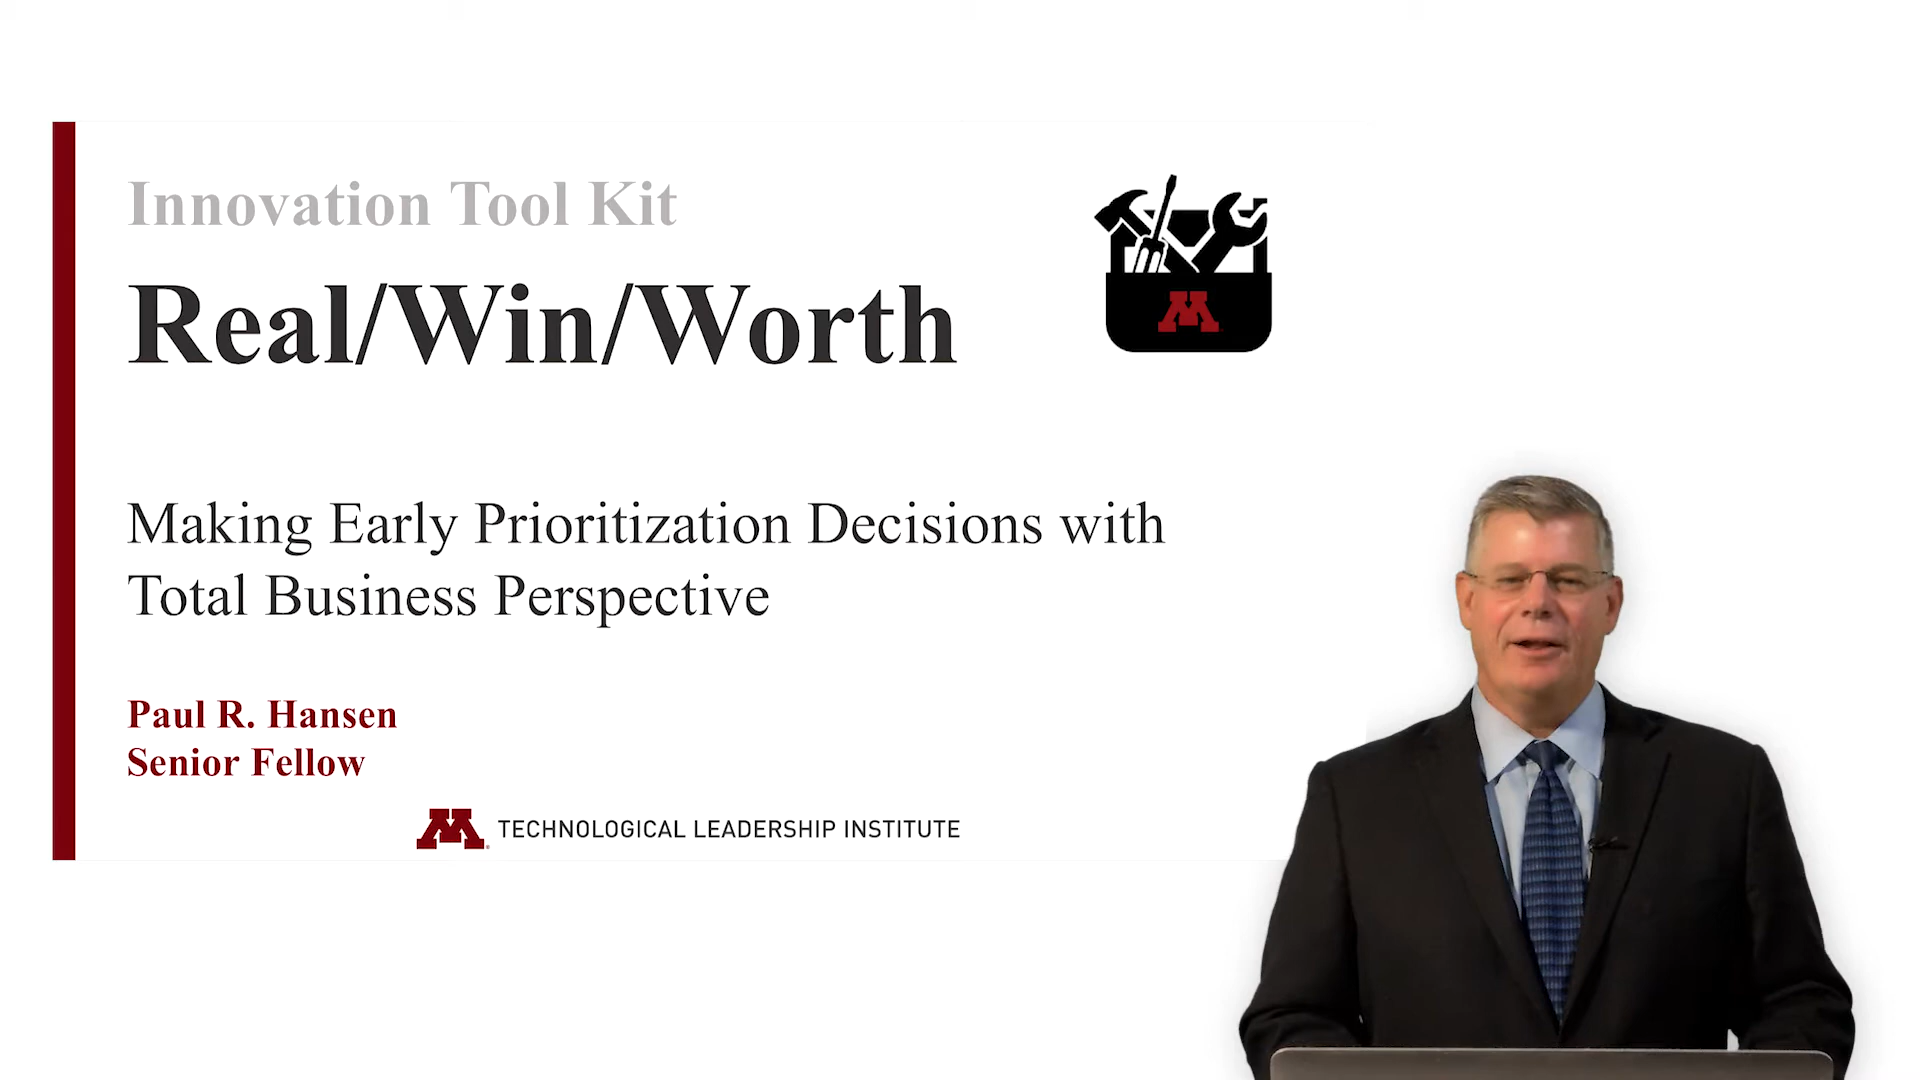 Innovation Tool Kit
Real/Win/Worth
M
Making Early Prioritization Decisions with
Total Business Perspective
Paul R. Hansen
Senior Fellow
M TECHNOLOGICAL LEADERSHIP INSTITUTE